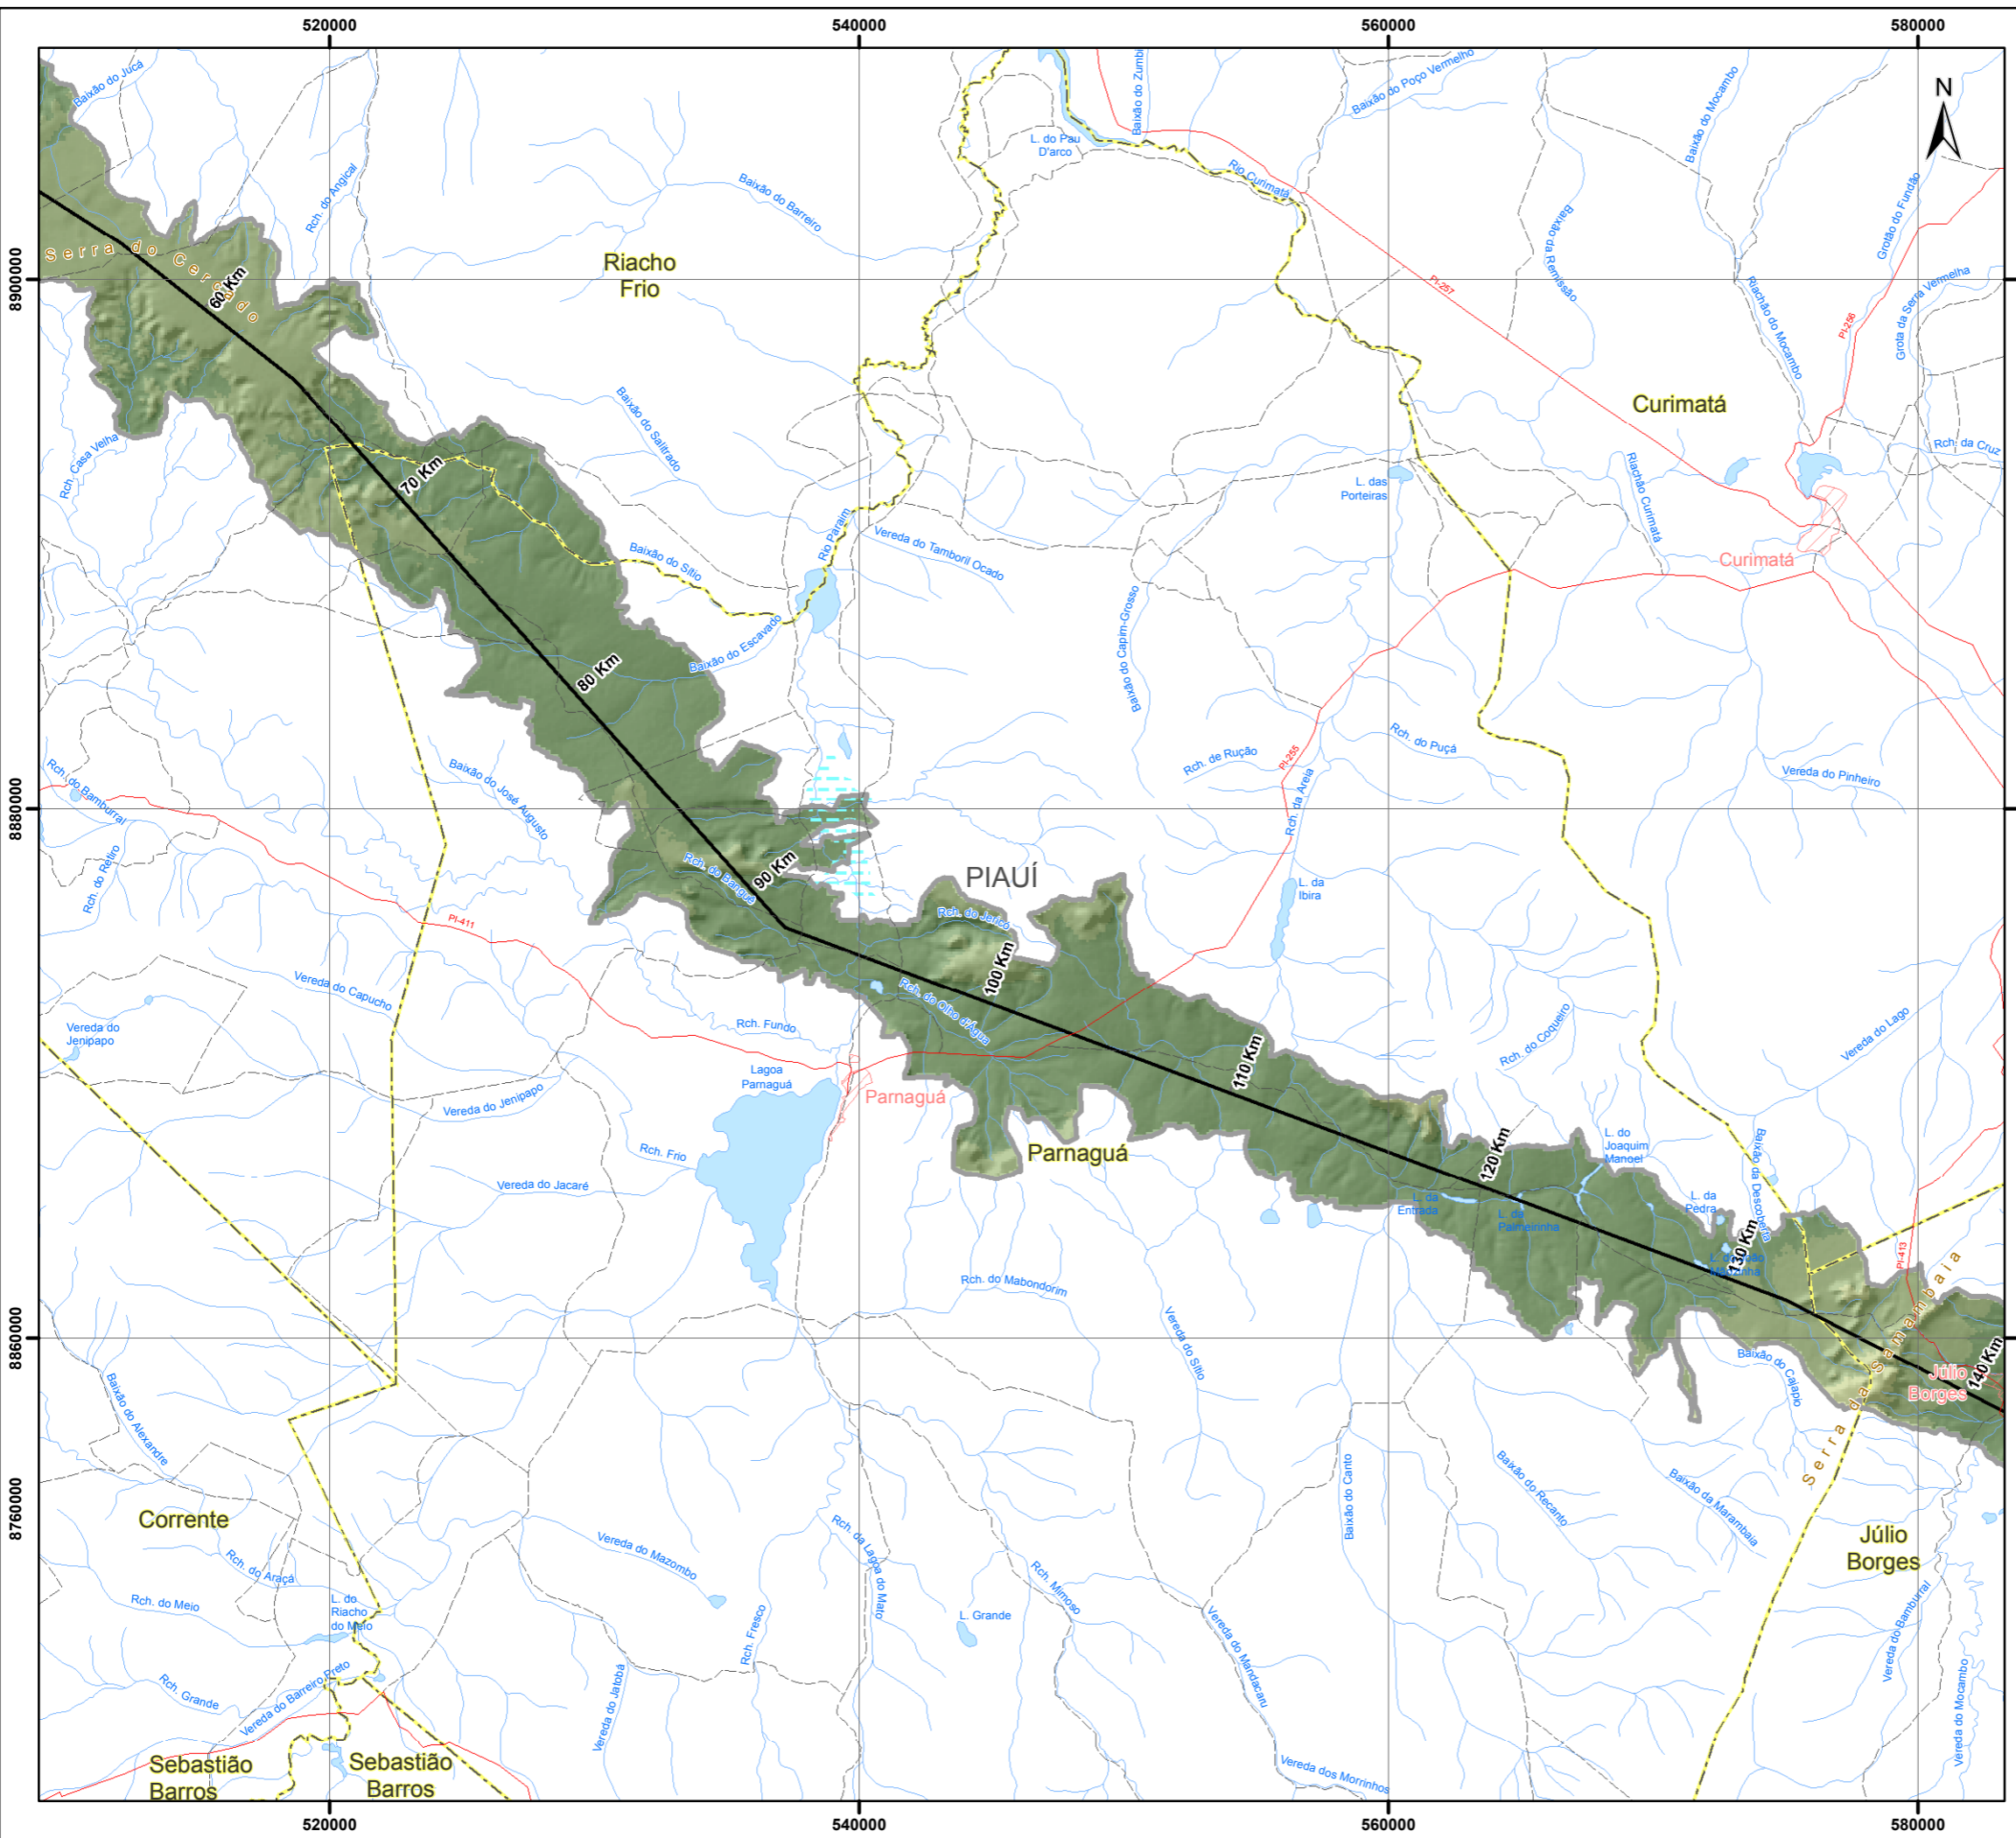 520000
540000
560000
580000
N
Baixão do Jucá
Rch. do Angical
Baixão do Barreiro
L. do Pau
D'arco
Baixão do Zumbi
Rio Curimatá
Baixão do Poço Vermelho
Baixão do Mocambo
Grotão do Fundão
Baixão da Remissão
Riachão do Mocambo
Grota da Serra Vermelha
PI-257
PI-256
Serra do Cercado
60 Km
Riacho
Frio
8900000
Curimatá
Rch. Casa Velha
Baixão do Salitrado
70 Km
L. das
Porteiras
Riachão Curimatá
Rch. da Cruz
Curimatá
Baixão do Sítio
Rio Paraim
Vereda do Tamboril Ocado
Baixão do Capim-Grosso
Baixão do Escavado
80 Km
Rch. do Puçá
Rch. de Rução
PI-255
Rch. da Areia
Vereda do Pinheiro
8880000
Rch. do Bamburral
Rch. do Retiro
Baixão do José Augusto
Rch. do Bangué
90 Km
PIAUÍ
L. da
Ibira
PI-411
Rch. do Jericó
100 Km
Vereda do Capucho
Rch. do Olho d'Água
Vereda do
Jenipapo
Rch. Fundo
110 Km
Rch. do Coqueiro
Vereda do Lago
Lagoa
Parnaguá
Parnaguá
Vereda do Jenipapo
Rch. Frio
Parnaguá
120 Km
L. do
Joaquim
Manoel
Baixão da Descoberta
Vereda do Jacaré
L. da
Entrada
L. da
Palmeirinha
L. da
Pedra
130 Km
PI-413
Rch. do Mabondorim
Vereda do Sítio
Serra da Samambaia
8860000
Baixão do Cajapio
Júlio
Borges
140 Km
Baixão do Alexandre
Baixão do Canto
Baixão do Recanto
Baixão da Marambaia
8760000
Corrente
Júlio
Borges
Rch. do Araçá
Rch. do Meio
L. do
Riacho
do Meio
Vereda do Mazombo
Rch. da Lagoa do Mato
Rch. Mimoso
L. Grande
Rch. Fresco
Vereda do Mandacaru
Vereda do Bamburral
Vereda do Mocambo
Rch. Grande
Vereda do Barreiro Preto
Vereda do Jatobá
Vereda dos Morrinhos
Sebastião
Barros
Sebastião
Barros
520000
540000
560000
580000